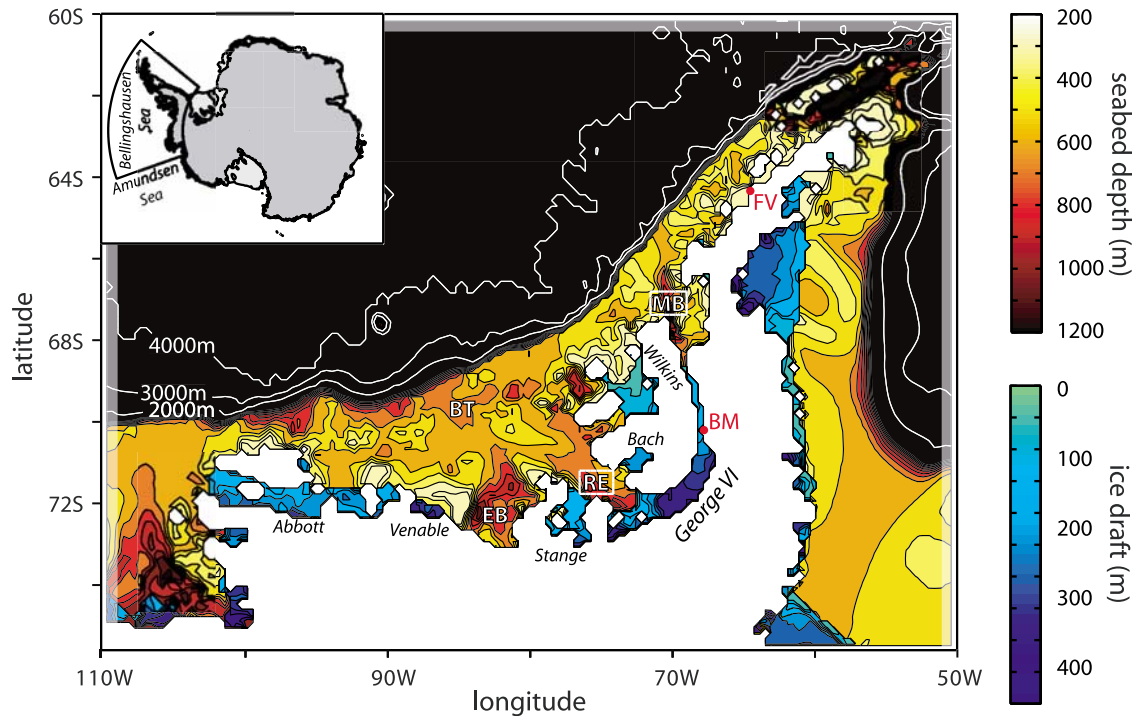 60S
64S
68S
72S
latitude
110W
90W
70W
50W
longitude
Bellingshausen
Sea
Amundsen
Sea
4000m
3000m
2000m
BT
EB
RE
MB
FV
BM
Wilkins
Bach
George VI
Abbott
Venable
Stange
200
400
600
800
1000
1200
seabed depth (m)
0
100
200
300
400
ice draft (m)